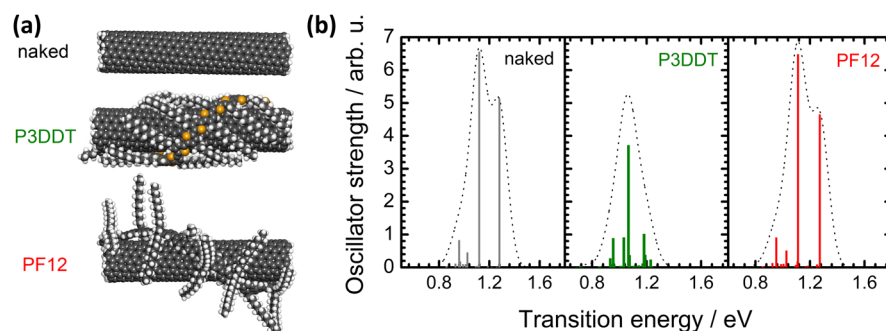 (a)
naked
P3DDT
PF12
(b)
Oscillator strength / arb. u.
7
6
5
4
3
2
1
0
naked
P3DDT
PF12
0.8 1.2 1.6 0.8 1.2 1.6 0.8 1.2 1.6
Transition energy / eV